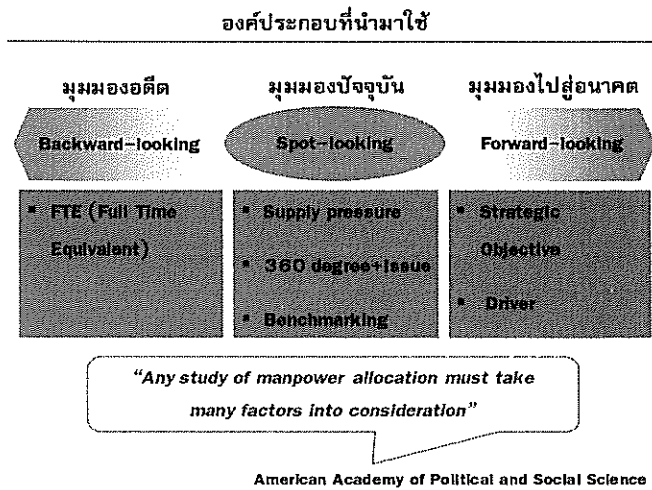 องค์ประกอบที่นำมาใช้
มุมมองอดีต
มุมมองปัจจุบัน
มุมมองไปสู่อนาคต
Backward-looking
Spot-looking
Forward-looking
▪ FTE (Full Time
Equivalent)
▪ Supply pressure
▪ 360 degree+issue
▪ Benchmarking
▪ Strategic
Objective
▪ Driver
“Any study of manpower allocation must take
many factors into consideration”
American Academy of Political and Social Science